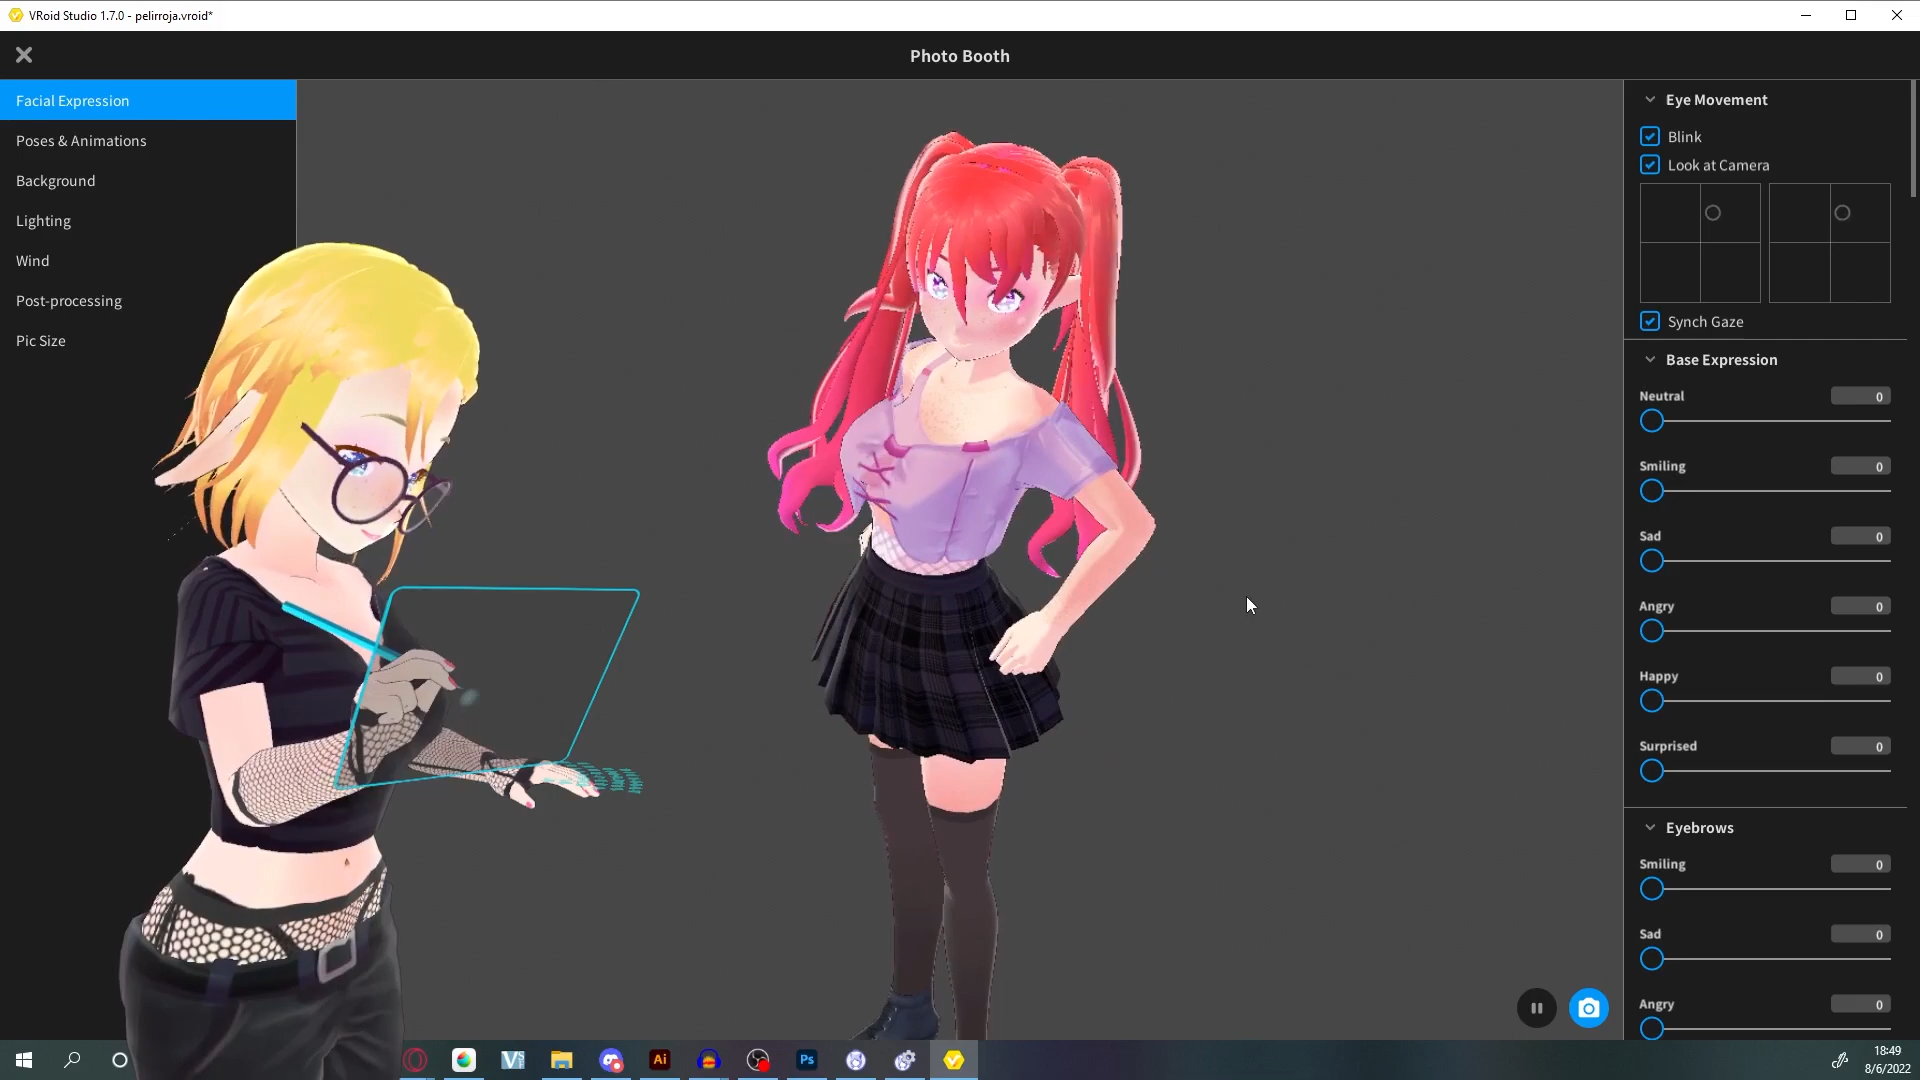 VRoid Studio 1.7.0 - pelirroja.vroid*
Photo Booth
Facial Expression
Poses & Animations
Background
Lighting
Wind
Post-processing
Pic Size
Eye Movement
Blink
Look at Camera
Synch Gaze
Base Expression
Neutral 0
Smiling 0
Sad 0
Angry 0
Happy 0
Surprised 0
Eyebrows
Smiling 0
Sad 0
Angry 0
Ai
Ps
18:49
8/6/2022